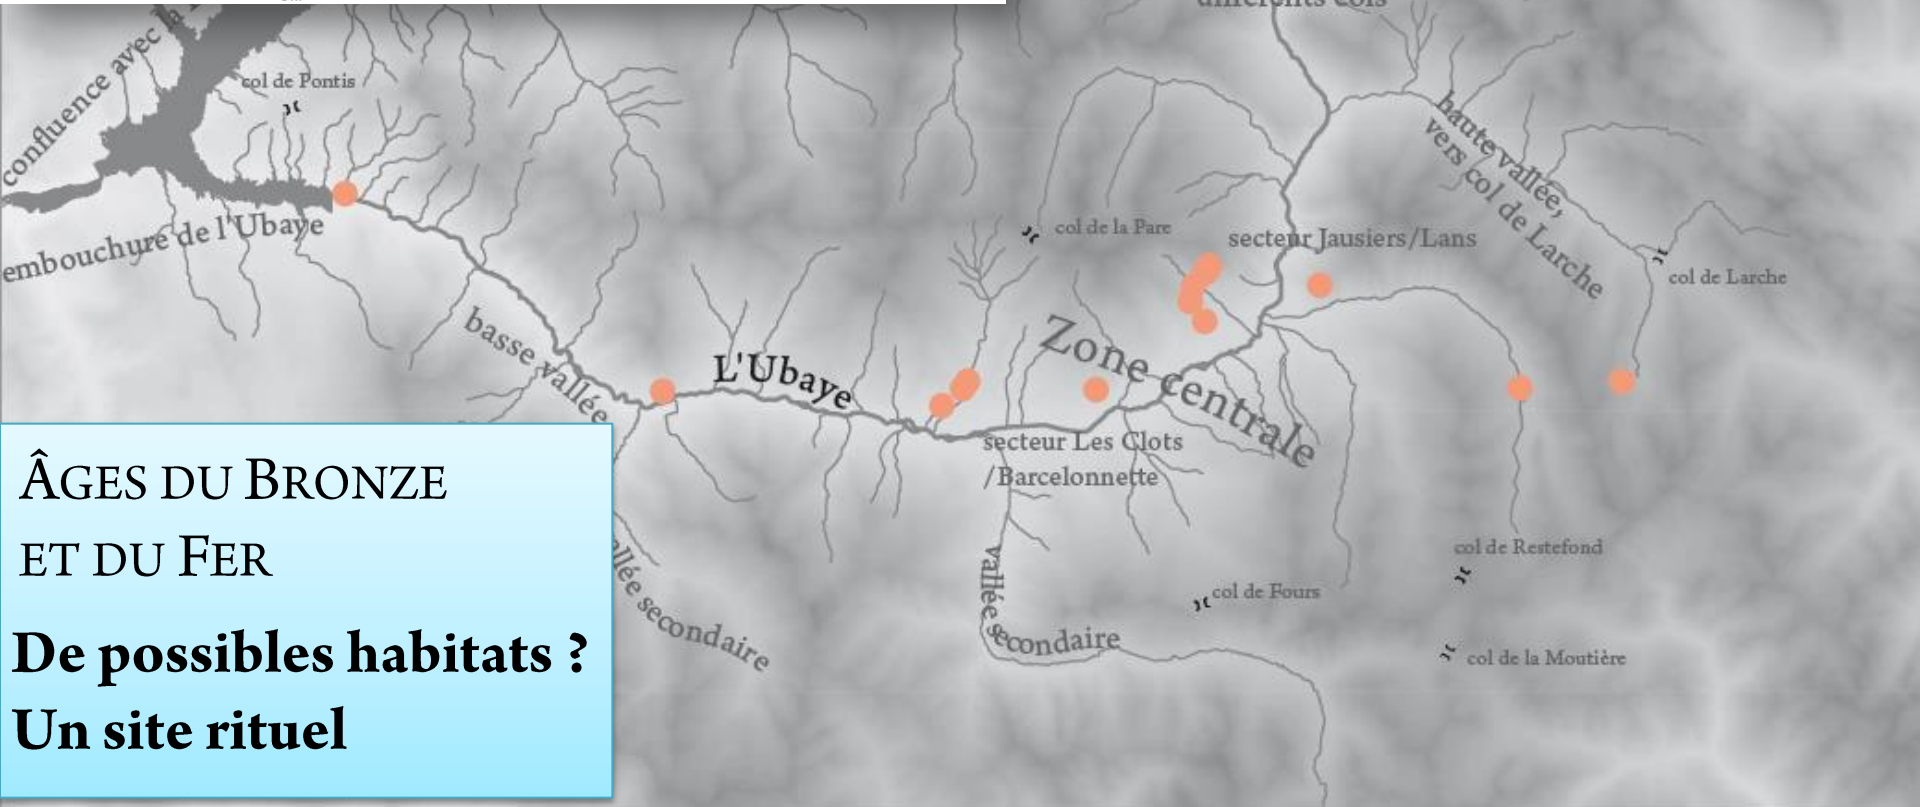 différents cols
confluence avec la
col de Pontis
embouchure de l'Ubaye
haute vallée,
vers col de Larche
col de la Pare
secteur Jausiers/Lans
col de Larche
basse vallée
L'Ubaye
Zone centrale
secteur Les Clots
/Barcelonnette
ÂGES DU BRONZE
ET DU FER
De possibles habitats ?
Un site rituel
allée secondaire
vallée secondaire
col de Restefond
col de Fours
col de la Moutière